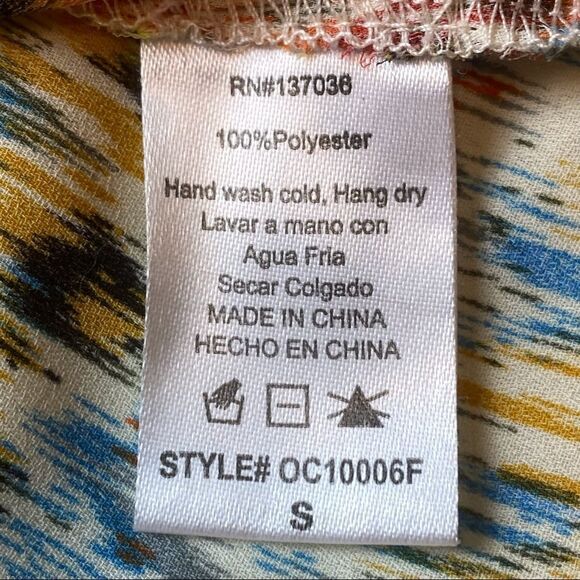 RN#137036
100%Polyester
Hand wash cold, Hang dry
Lavar a mano con
Agua Fria
Secar Colgado
MADE IN CHINA
HECHO EN CHINA
STYLE# OC10006F
S